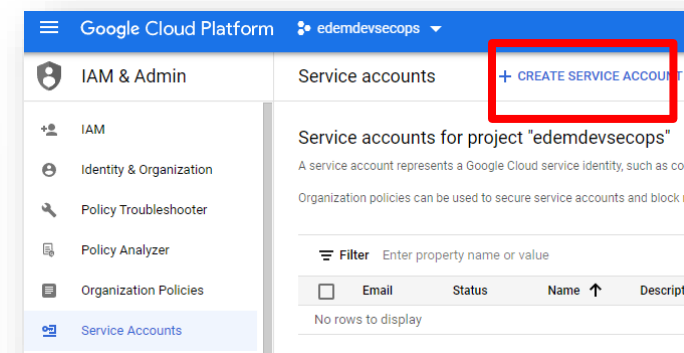 Google Cloud Platform edemdevsecops
IAM & Admin
Service accounts
+ CREATE SERVICE ACCOUNT
IAM
Identity & Organization
Policy Troubleshooter
Policy Analyzer
Organization Policies
Service Accounts
Service accounts for project "edemdevsecops"
A service account represents a Google Cloud service identity, such as
Organization policies can be used to secure service accounts and block
Filter Enter property name or value
Email Status Name Descript
No rows to display